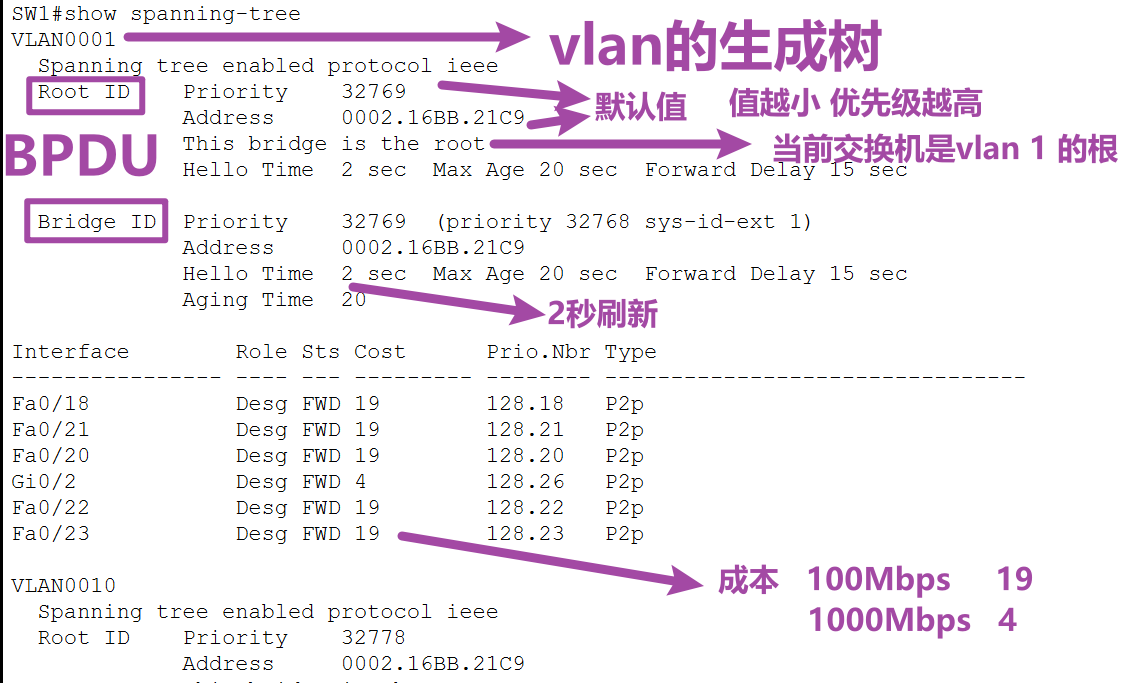 SW1#show spanning-tree
VLAN0001 vlan的生成树
Spanning tree enabled protocol ieee
Root ID Priority 32769 默认值 值越小 优先级越高
Address 0002.16BB.21C9
BPDU This bridge is the root 当前交换机是vlan 1 的根
Hello Time 2 sec Max Age 20 sec Forward Delay 15 sec
Bridge ID Priority 32769 (priority 32768 sys-id-ext 1)
Address 0002.16BB.21C9
Hello Time 2 sec Max Age 20 sec Forward Delay 15 sec
Aging Time 20 2秒刷新
Interface Role Sts Cost Prio.Nbr Type
---------------- ---- --- --------- -------- --------------------------------
Fa0/18 Desg FWD 19 128.18 P2p
Fa0/21 Desg FWD 19 128.21 P2p
Fa0/20 Desg FWD 19 128.20 P2p
Gi0/2 Desg FWD 4 128.26 P2p
Fa0/22 Desg FWD 19 128.22 P2p
Fa0/23 Desg FWD 19 128.23 P2p
成本 100Mbps 19
VLAN0010
1000Mbps 4
Spanning tree enabled protocol ieee
Root ID Priority 32778
Address 0002.16BB.21C9